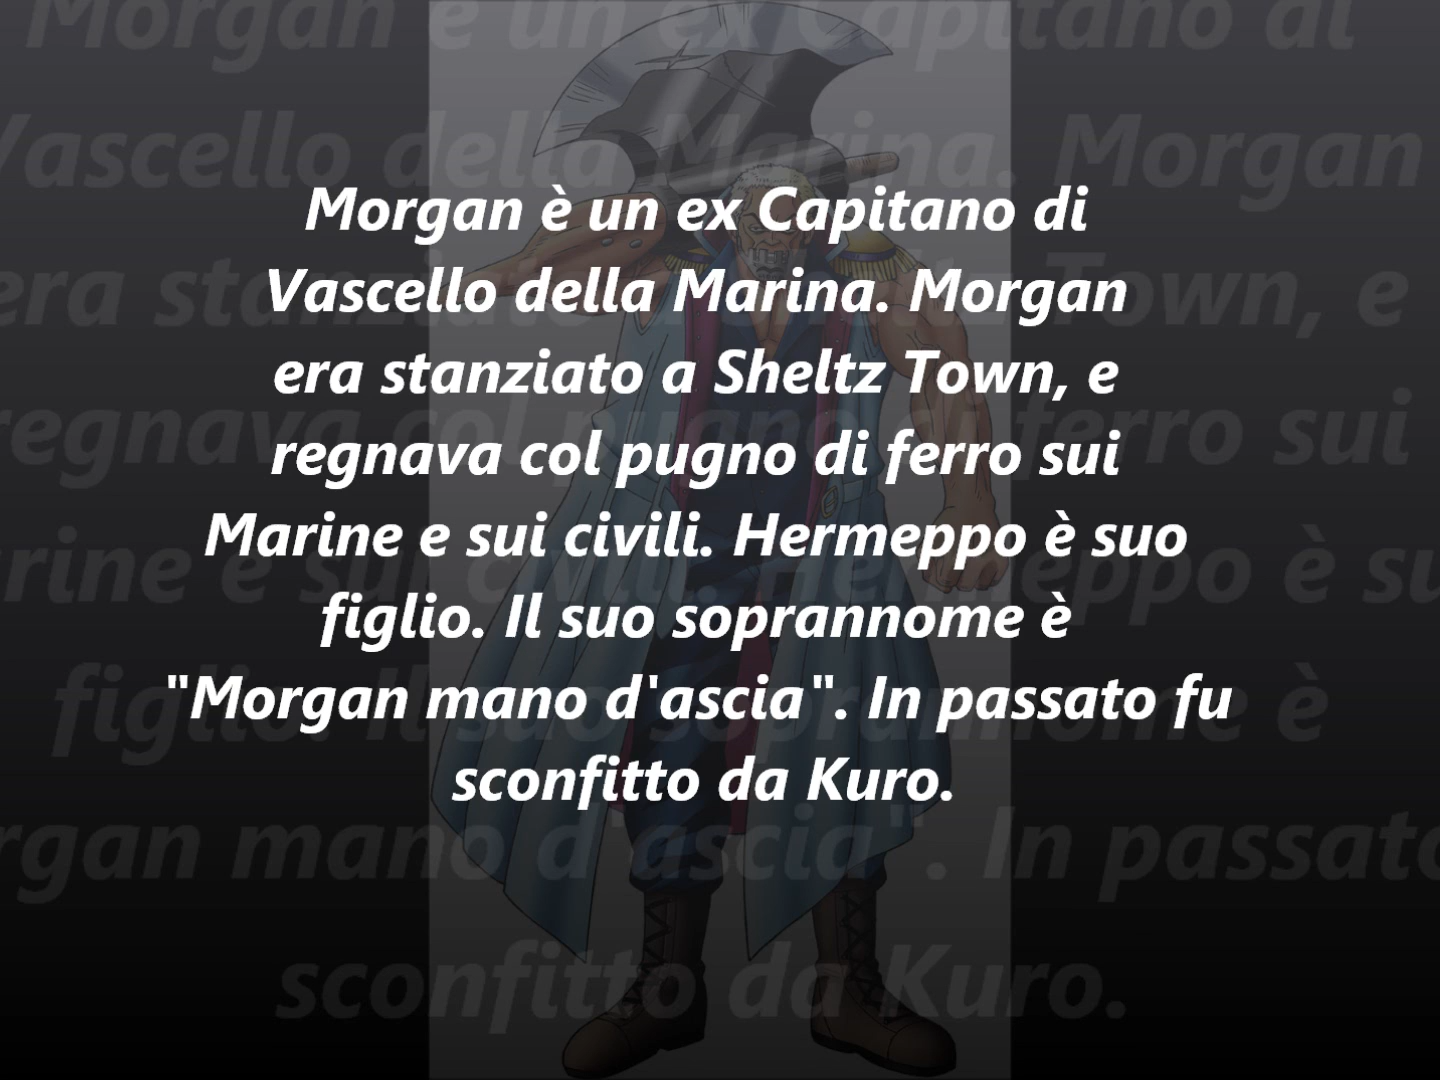 Morgan è un ex Capitano di
Vascello della Marina. Morgan
era stanziato a Sheltz Town, e
regnava col pugno di ferro sui
Marine e sui civili. Hermeppo è suo
figlio. Il suo soprannome è
"Morgan mano d'ascia". In passato fu
sconfitto da Kuro.